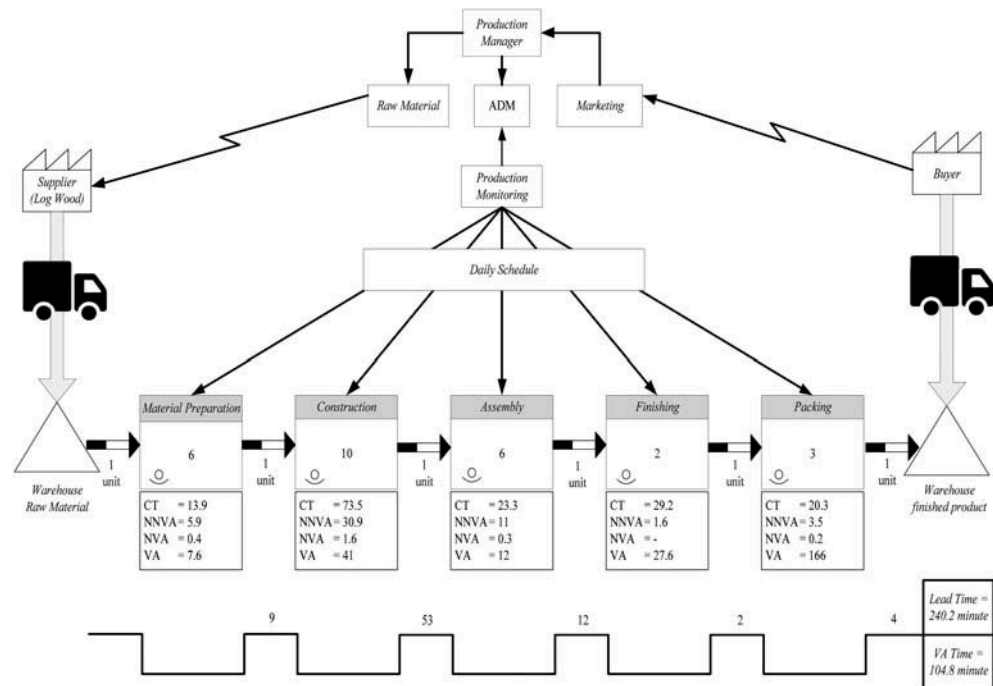 Production
Manager
Raw Material
ADM
Marketing
Supplier
(Log Wood)
Production
Monitoring
Buyer
Daily Schedule
Material Preparation
Construction
Assembly
Finishing
Packing
6
10
6
2
3
1
unit
1
unit
1
unit
1
unit
1
unit
1
unit
Warehouse
Raw Material
Warehouse
finished product
CT = 13.9
NNVA = 5.9
NVA = 0.4
VA = 7.6
CT = 73.5
NNVA = 30.9
NVA = 1.6
VA = 41
CT = 23.3
NNVA = 11
NVA = 0.3
VA = 12
CT = 29.2
NNVA = 1.6
NVA = -
VA = 27.6
CT = 20.3
NNVA = 3.5
NVA = 0.2
VA = 166
9
53
12
2
4
Lead Time =
240.2 minute
VA Time =
104.8 minute